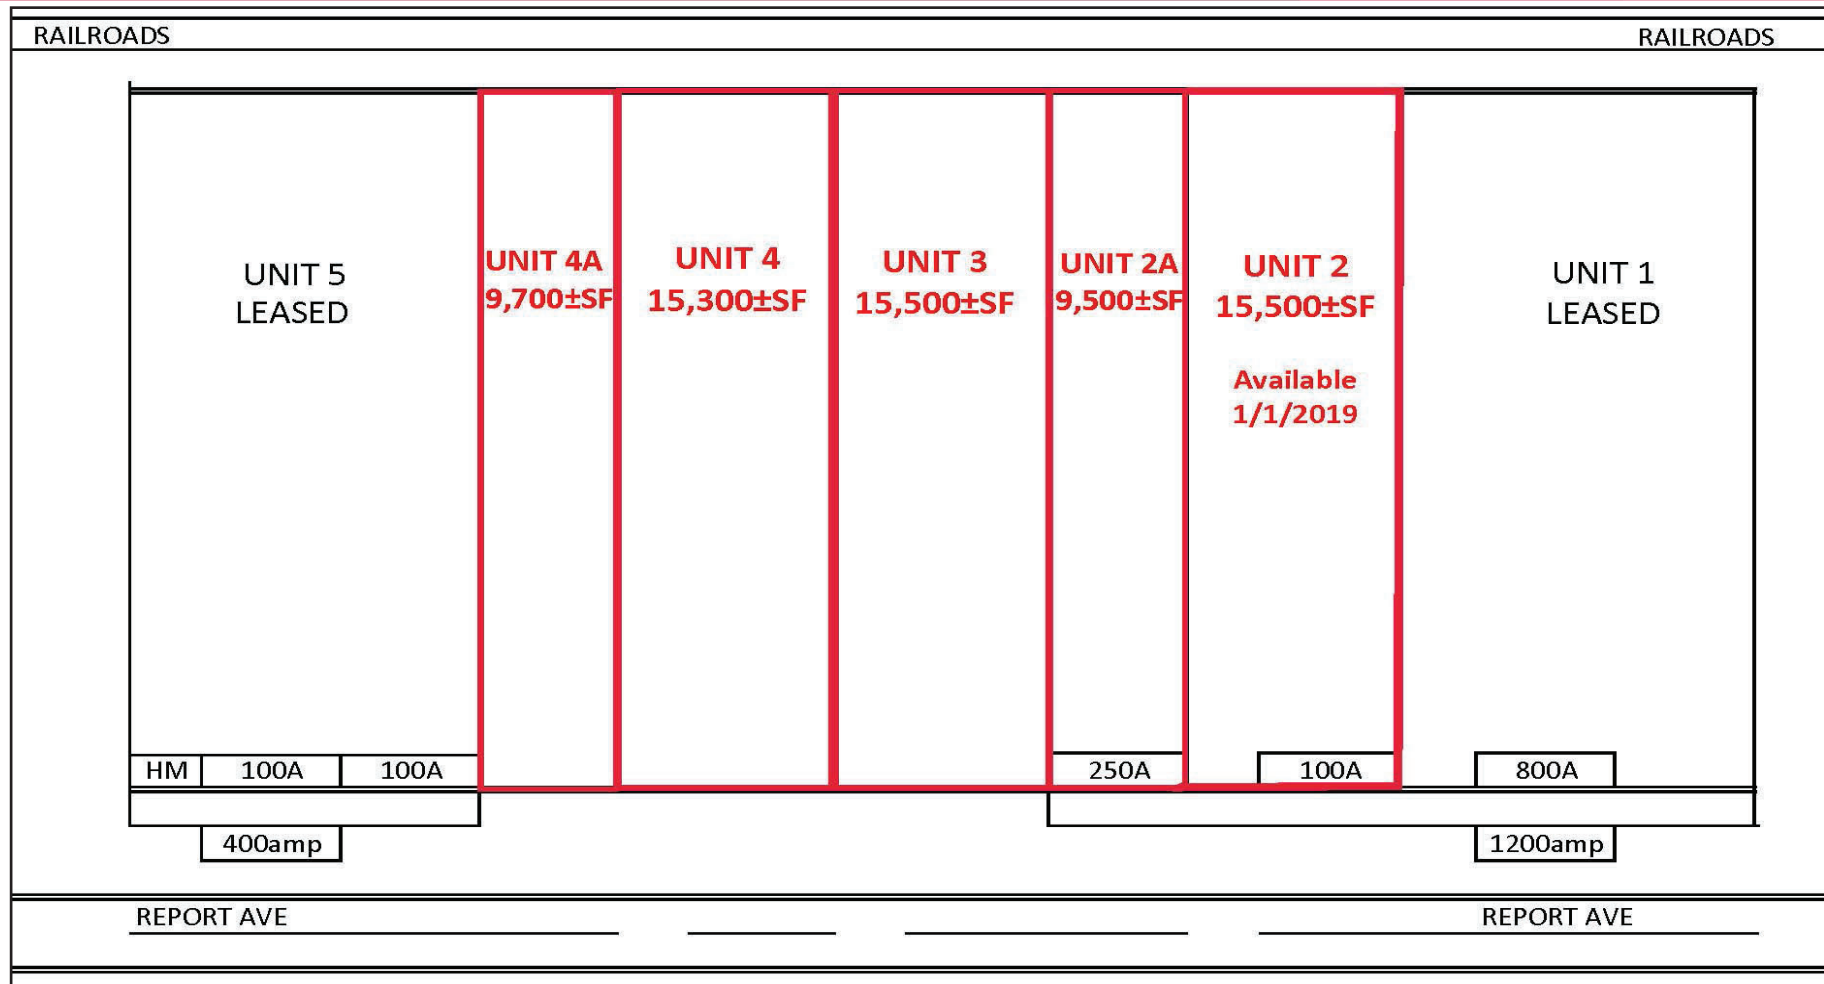 RAILROADS
RAILROADS
UNIT 5
LEASED
UNIT 4A
9,700±SF
UNIT 4
15,300±SF
UNIT 3
15,500±SF
UNIT 2A
9,500±SF
UNIT 2
15,500±SF
Available
1/1/2019
UNIT 1
LEASED
HM
100A
100A
250A
100A
800A
400amp
1200amp
REPORT AVE
REPORT AVE